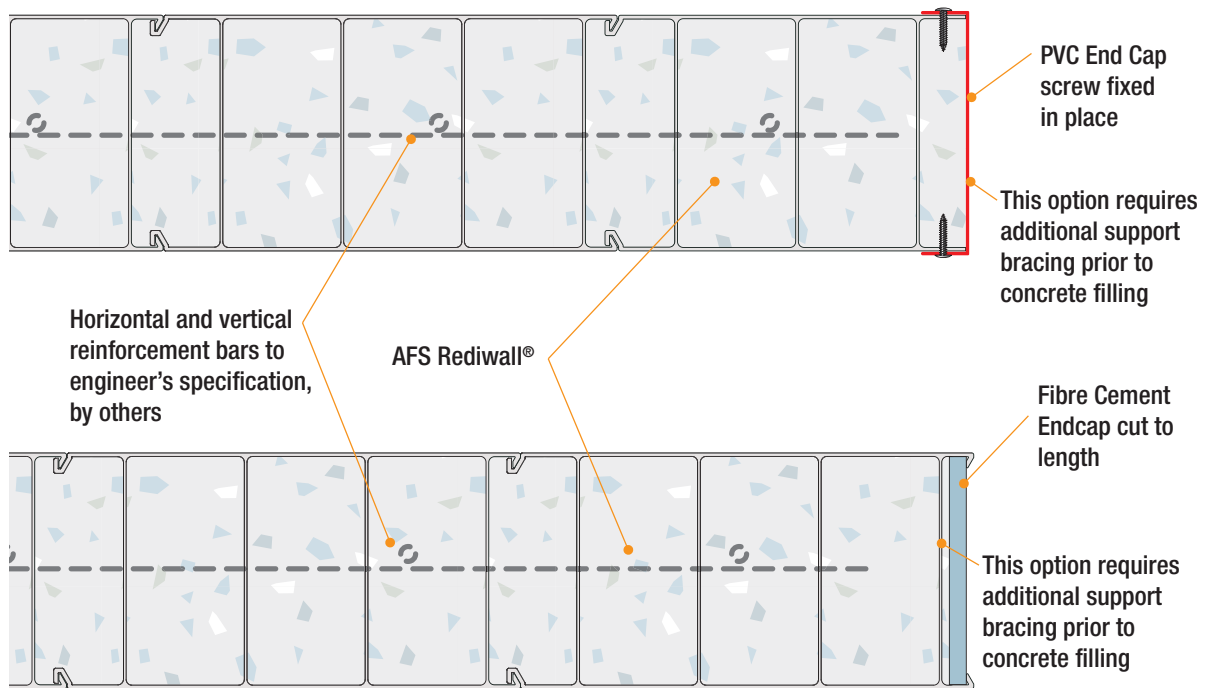 PVC End Cap
screw fixed
in place
This option requires
additional support
bracing prior to
concrete filling
Horizontal and vertical
reinforcement bars to
engineer’s specification,
by others
AFS Rediwall®
Fibre Cement
Endcap cut to
length
This option requires
additional support
bracing prior to
concrete filling